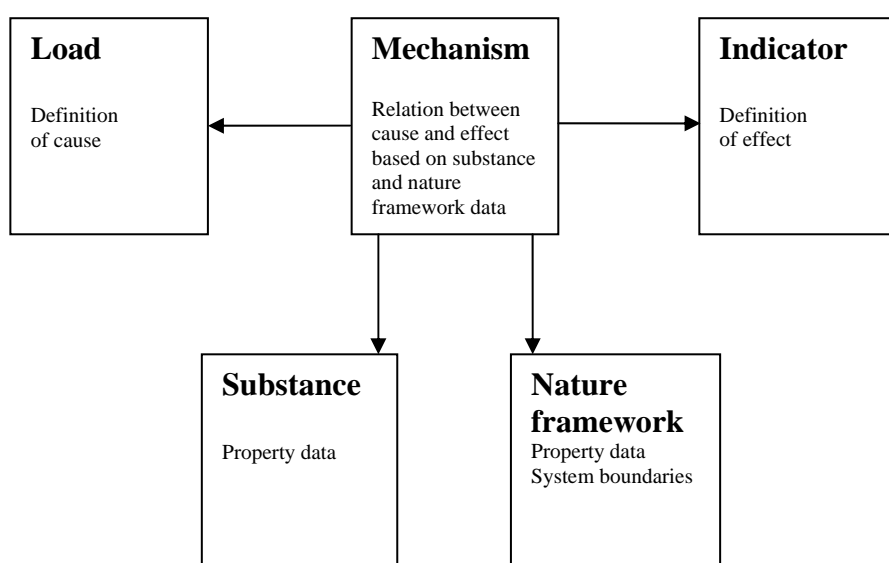 Load
Definition
of cause
Mechanism
Relation between
cause and effect
based on substance
and nature
framework data
Indicator
Definition
of effect
Substance
Property data
Nature
framework
Property data
System boundaries